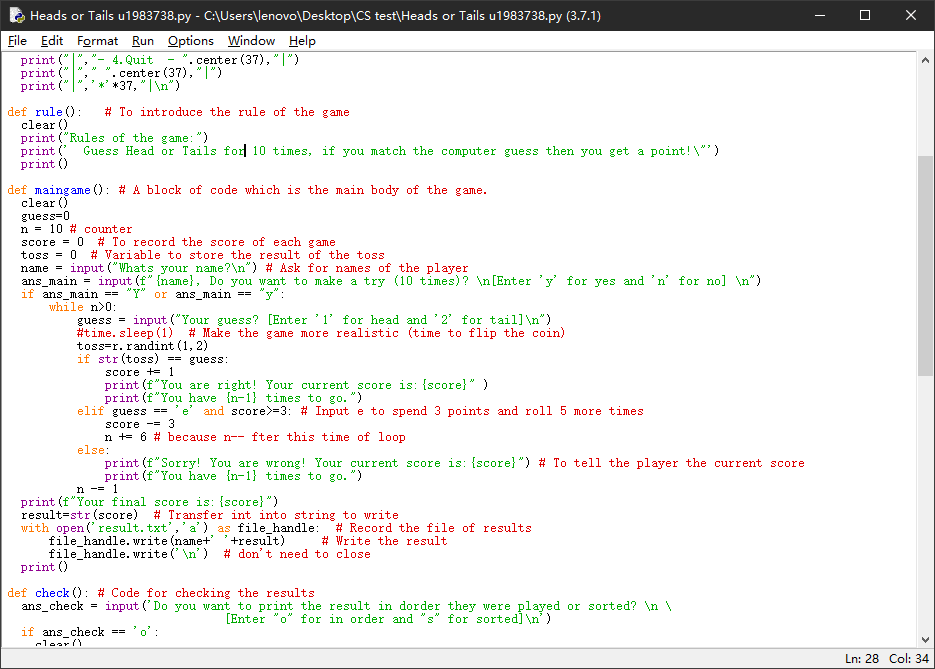 Heads or Tails u1983738.py - C:\Users\lenovo\Desktop\CS test\Heads or Tails u1983738.py (3.7.1)
File Edit Format Run Options Window Help
print("|","- 4.Quit  - ".center(37),"|")
print("|"," ".center(37),"|")
print("|",'*'*37,"|\n")
def rule():   # To introduce the rule of the game
clear()
print("Rules of the game:")
print('  Guess Head or Tails for 10 times, if you match the computer guess then you get a point!\"')
print()
def maingame(): # A block of code which is the main body of the game.
clear()
guess=0
n = 10 # counter
score = 0  # To record the score of each game
toss = 0  # Variable to store the result of the toss
name = input("Whats your name?\n") # Ask for names of the player
ans_main = input(f"{name}, Do you want to make a try (10 times)? \n[Enter 'y' for yes and 'n' for no] \n")
if ans_main == "Y" or ans_main == "y":
while n>0:
guess = input("Your guess? [Enter '1' for head and '2' for tail]\n")
#time.sleep(1)  # Make the game more realistic (time to flip the coin)
toss=r.randint(1,2)
if str(toss) == guess:
score += 1
print(f"You are right! Your current score is:{score}" )
print(f"You have {n-1} times to go.")
elif guess == 'e' and score>=3: # Input e to spend 3 points and roll 5 more times
score -= 3
n += 6 # because n-- fter this time of loop
else:
print(f"Sorry! You are wrong! Your current score is:{score}") # To tell the player the current score
print(f"You have {n-1} times to go.")
n -= 1
print(f"Your final score is:{score}")
result=str(score)  # Transfer int into string to write
with open('result.txt','a') as file_handle:  # Record the file of results
file_handle.write(name+' '+result)     # Write the result
file_handle.write('\n')  # don't need to close
print()
def check(): # Code for checking the results
ans_check = input('Do you want to print the result in dorder they were played or sorted? \n \
[Enter "o" for in order and "s" for sorted]\n')
if ans_check == 'o':
clear()
Ln: 28 Col: 34